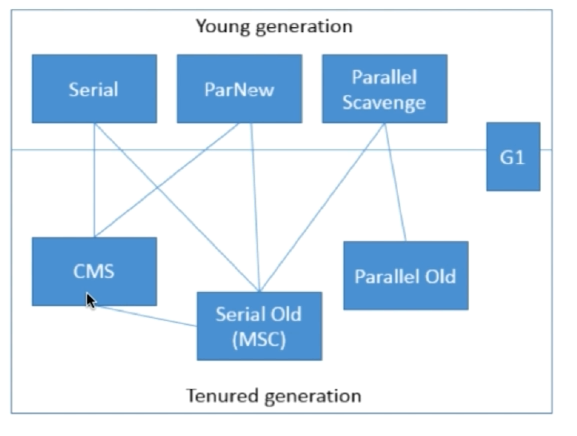 Young generation
Serial
ParNew
Parallel
Scavenge
G1
CMS
Parallel Old
Serial Old
(MSC)
Tenured generation